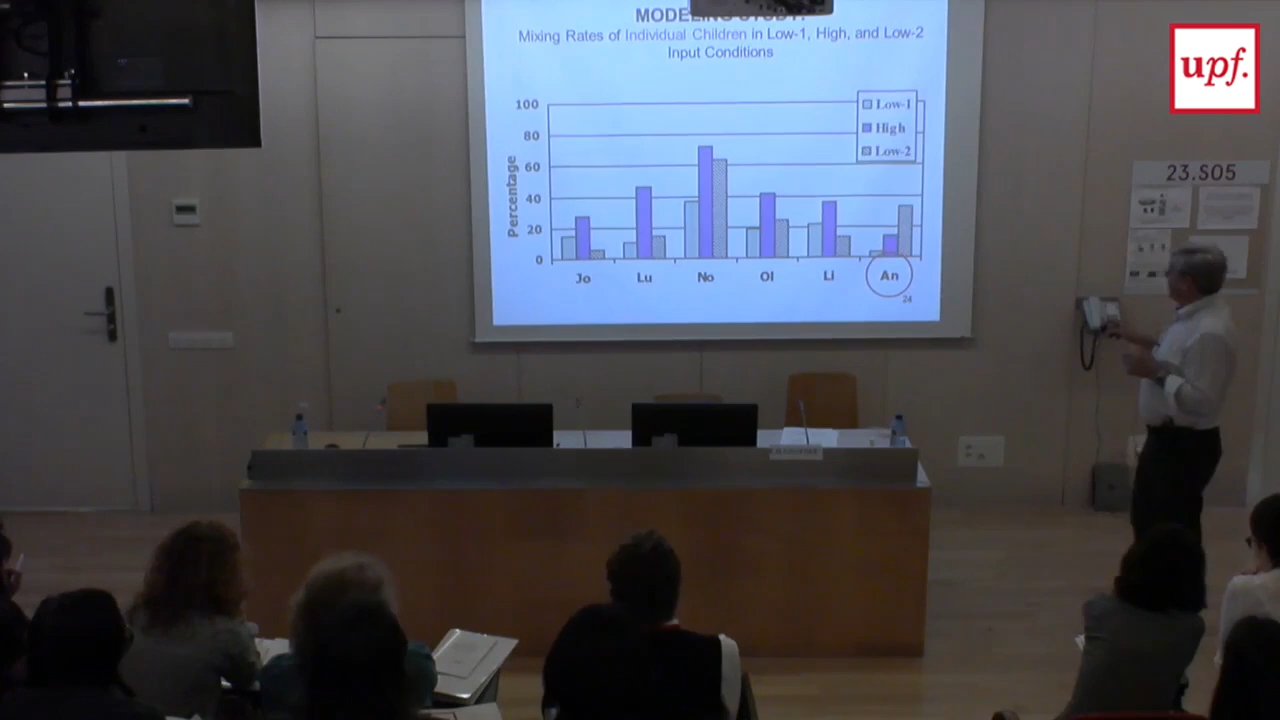 MODELING STUDY:
Mixing Rates of Individual Children in Low-1, High, and Low-2
Input Conditions
upf.
100
80
60
40
20
0
Percentage
Low-1
High
Low-2
Jo
Lu
No
Ol
Li
An
24
23.S05